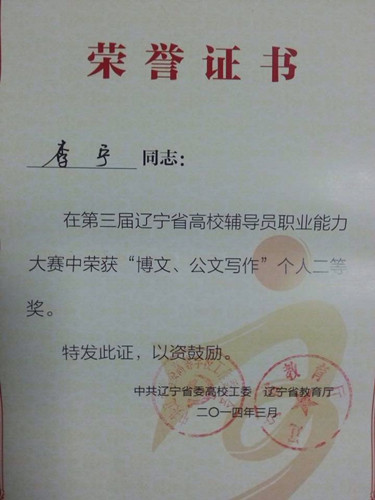 荣誉证书
李宁 同志：
在第三届辽宁省高校辅导员职业能力
大赛中荣获“博文、公文写作”个人二等
奖。
特发此证，以资鼓励。
中共辽宁省委高校工委 辽宁省教育厅
二〇一四年三月